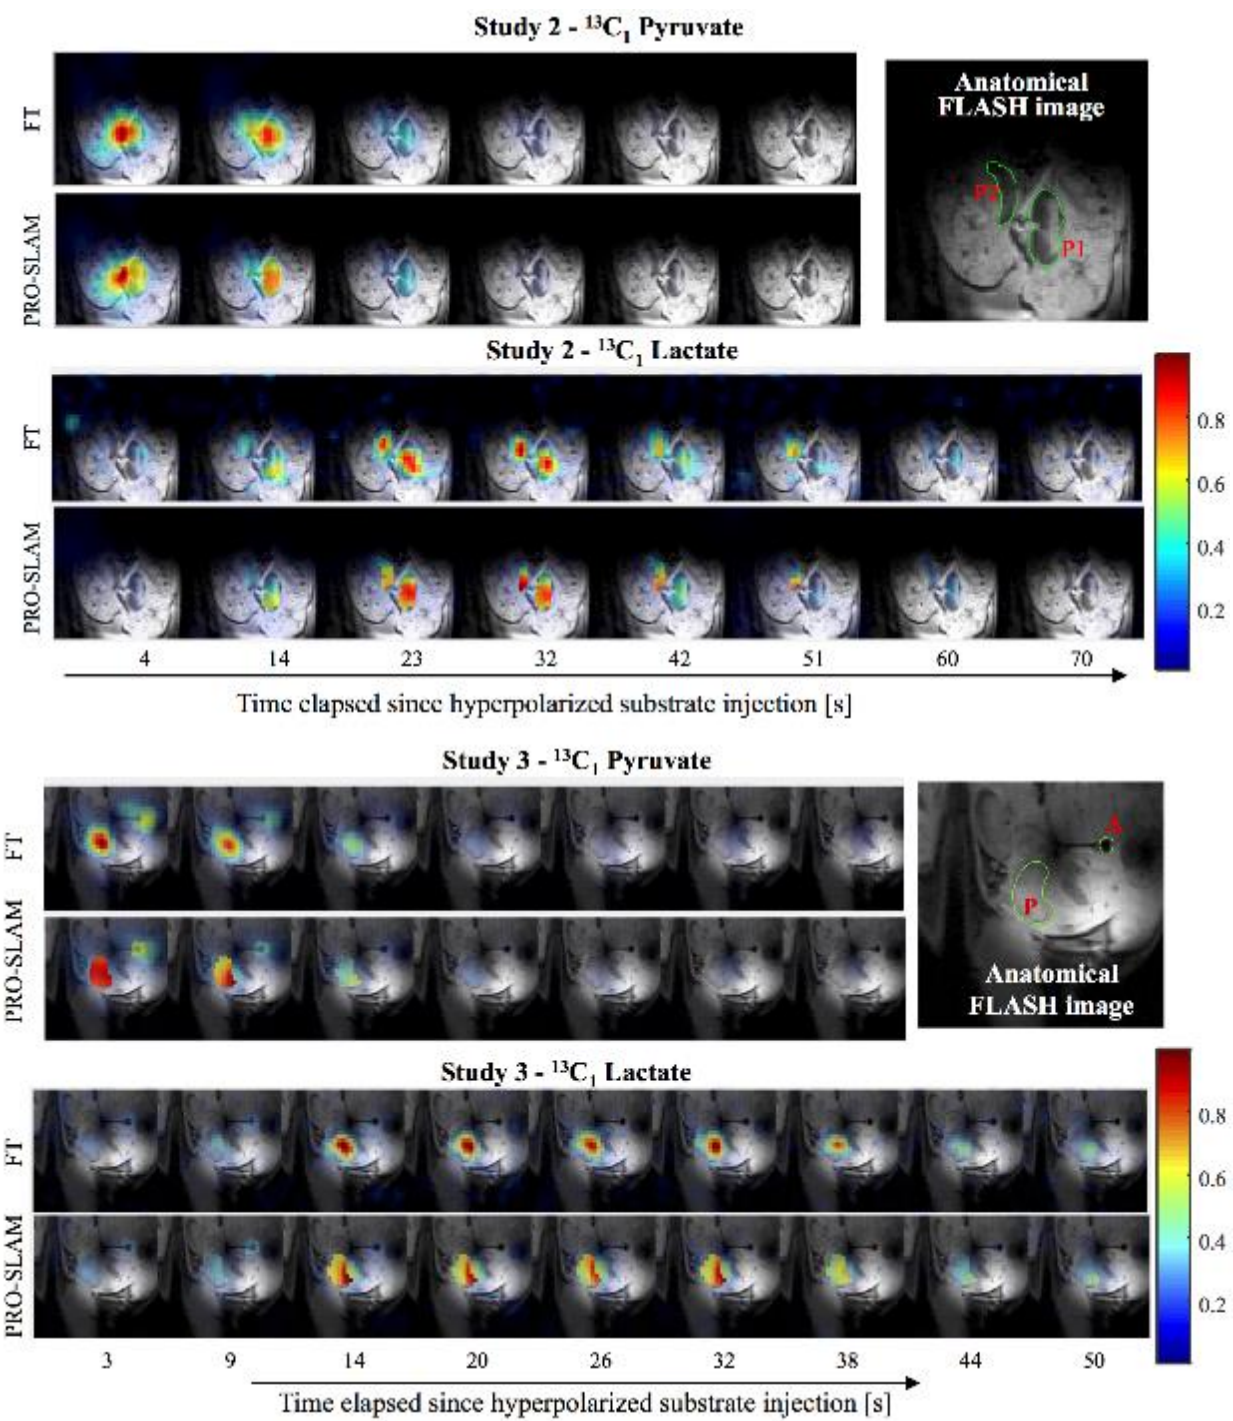 Study 2 - ¹³C₁ Pyruvate
FT
PRO-SLAM
Anatomical
FLASH image
P2
P1
Study 2 - ¹³C₁ Lactate
FT
PRO-SLAM
0.8
0.6
0.4
0.2
4 14 23 32 42 51 60 70
Time elapsed since hyperpolarized substrate injection [s]
Study 3 - ¹³C₁ Pyruvate
FT
PRO-SLAM
A
P
Anatomical
FLASH image
Study 3 - ¹³C₁ Lactate
FT
PRO-SLAM
0.8
0.6
0.4
0.2
3 9 14 20 26 32 38 44 50
Time elapsed since hyperpolarized substrate injection [s]